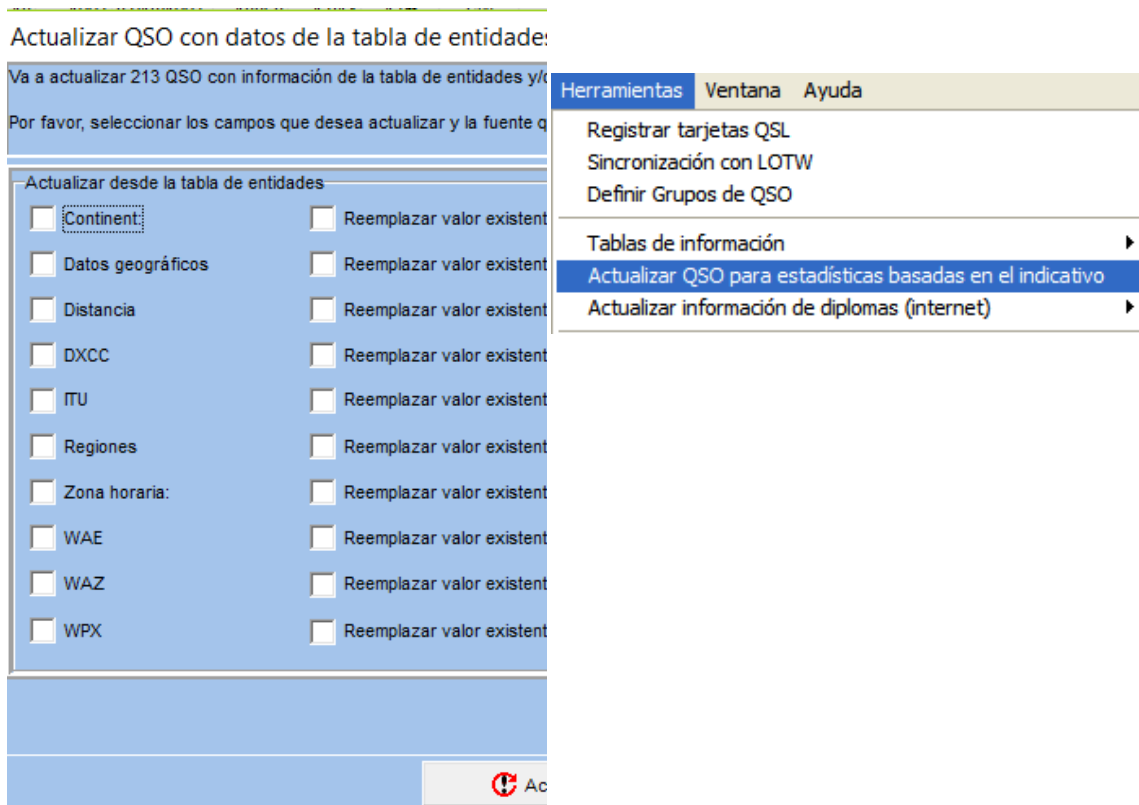 Actualizar QSO con datos de la tabla de entidades
Va a actualizar 213 QSO con información de la tabla de entidades y/o
Por favor, seleccionar los campos que desea actualizar y la fuente q
Actualizar desde la tabla de entidades
Continent: Reemplazar valor existent
Datos geográficos Reemplazar valor existent
Distancia Reemplazar valor existent
DXCC Reemplazar valor existent
ITU Reemplazar valor existent
Regiones Reemplazar valor existent
Zona horaria: Reemplazar valor existent
WAE Reemplazar valor existent
WAZ Reemplazar valor existent
WPX Reemplazar valor existent
Ac
Herramientas Ventana Ayuda
Registrar tarjetas QSL
Sincronización con LOTW
Definir Grupos de QSO
Tablas de información
Actualizar QSO para estadísticas basadas en el indicativo
Actualizar información de diplomas (internet)